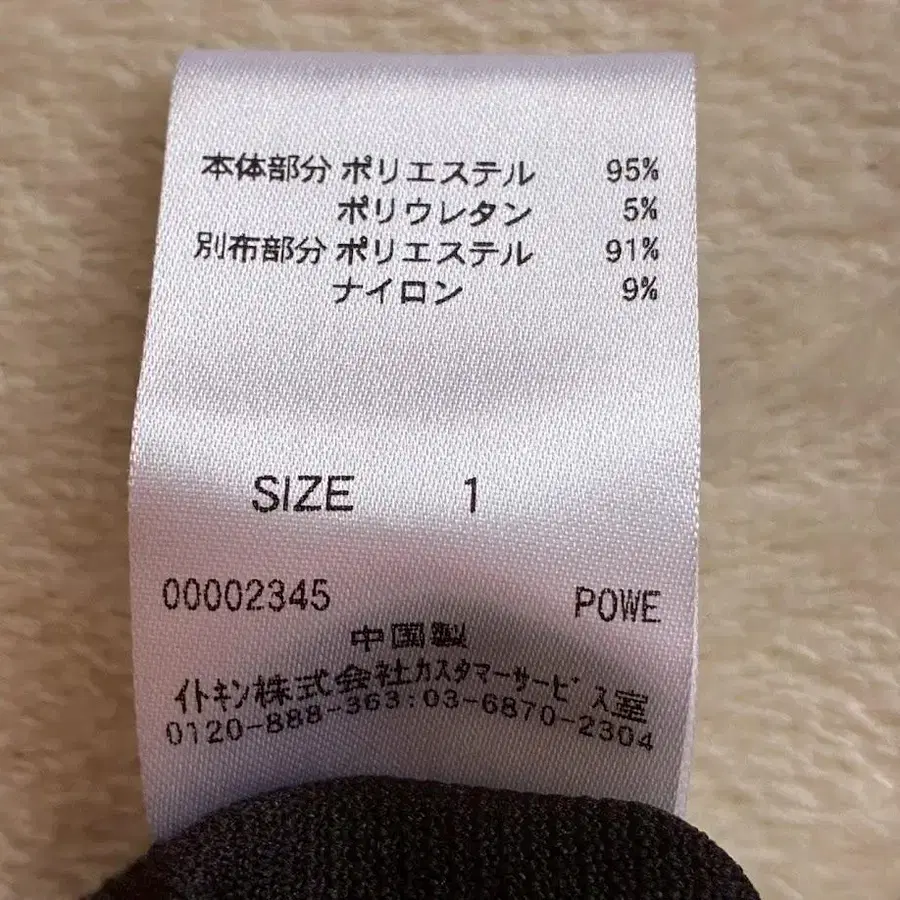 本体部分 ポリエステル 95%
ポリウレタン 5%
別布部分 ポリエステル 91%
ナイロン 9%
SIZE 1
00002345 POWE
中国製
ｲﾄｷﾝ株式会社ｶｽﾀﾏｰｻｰﾋﾞｽ室
0120-888-363:03-6870-2304